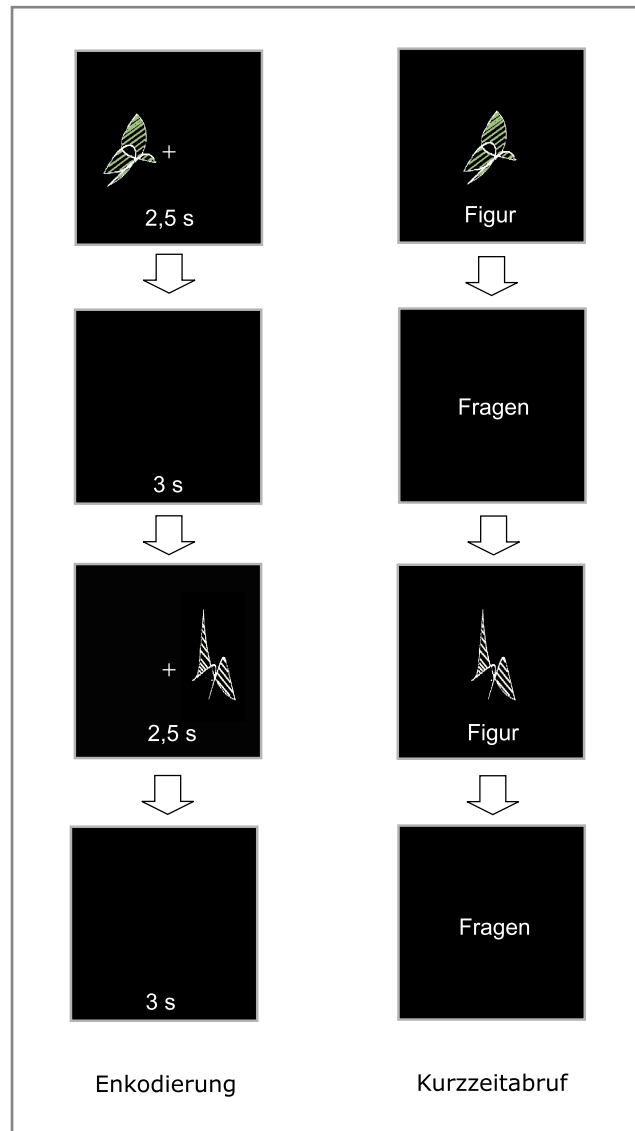 +
2,5 s
3 s
+
2,5 s
3 s
Enkodierung
Figur
Fragen
Figur
Fragen
Kurzzeitabruf